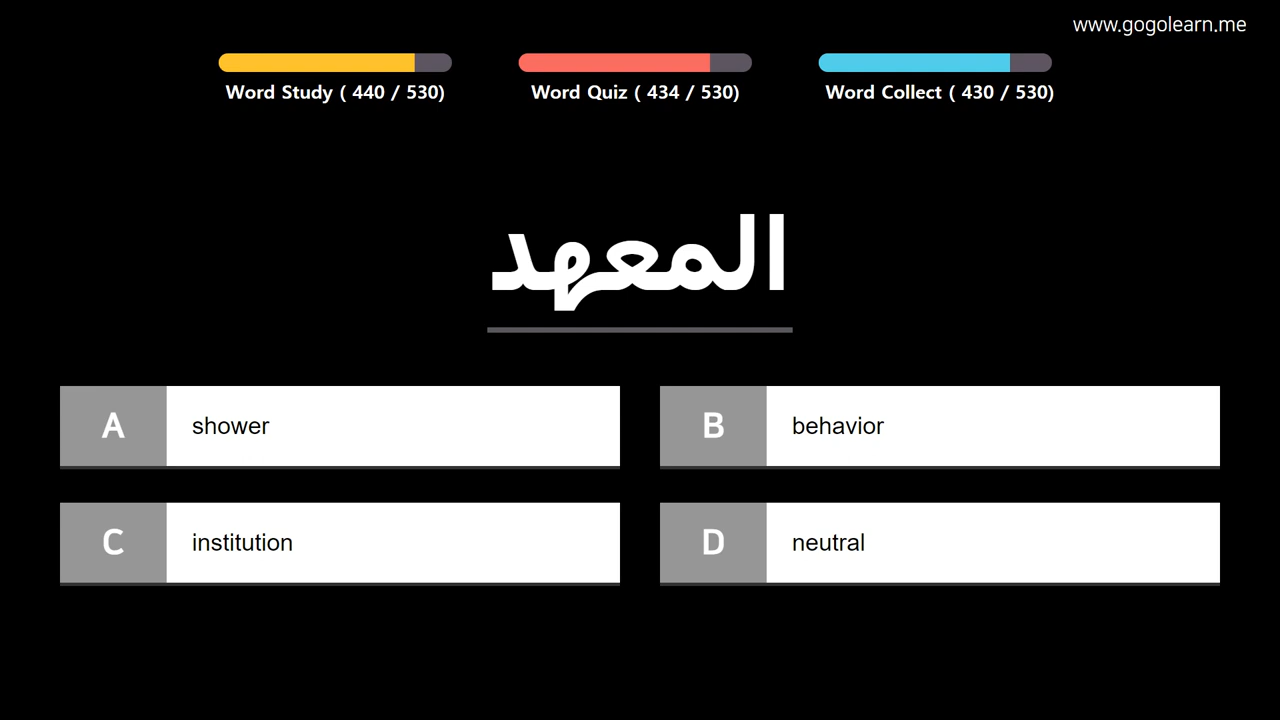 www.gogolearn.me
Word Study ( 440 / 530)
Word Quiz ( 434 / 530)
Word Collect ( 430 / 530)
المعهد
A
shower
B
behavior
C
institution
D
neutral